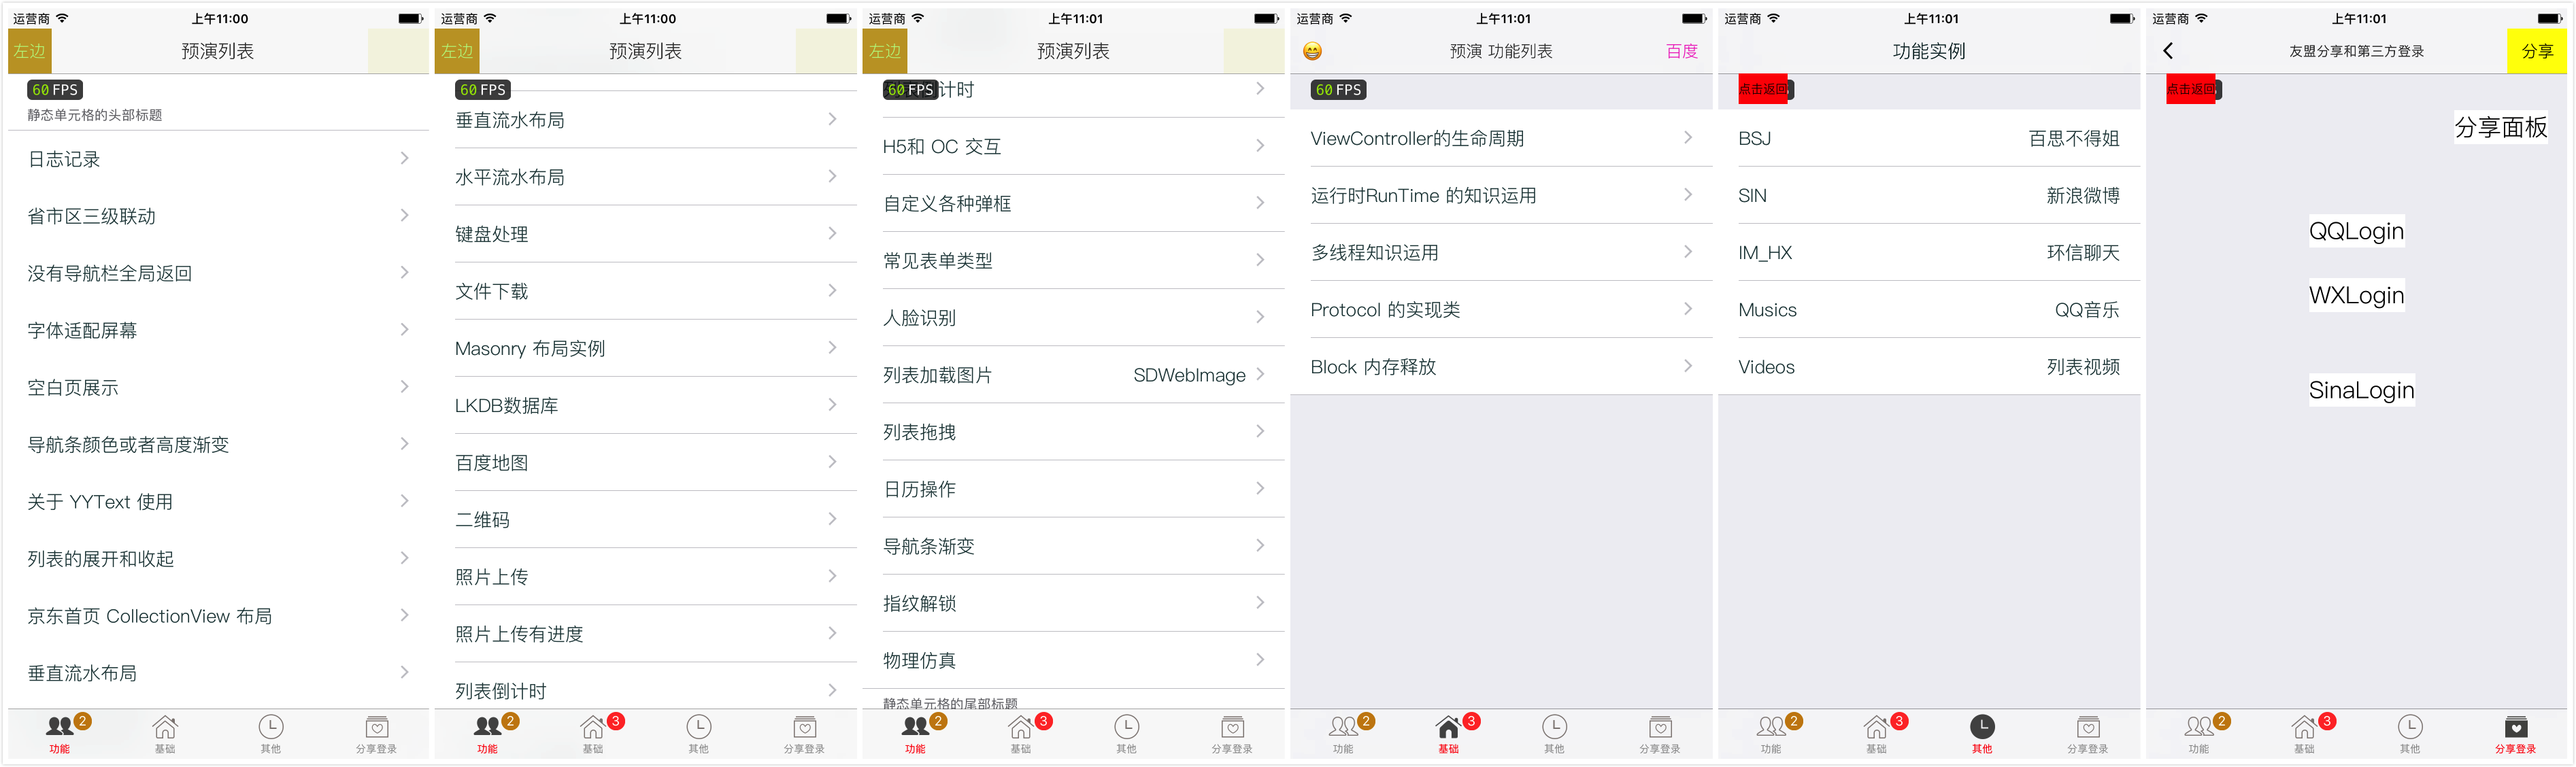 运营商 上午11:00
左边 预演列表
60 FPS
静态单元格的头部标题
日志记录
省市区三级联动
没有导航栏全局返回
字体适配屏幕
空白页展示
导航条颜色或者高度渐变
关于 YYText 使用
列表的展开和收起
京东首页 CollectionView 布局
垂直流水布局
2
功能 基础 其他 分享登录
运营商 上午11:00
左边 预演列表
60 FPS
垂直流水布局
水平流水布局
键盘处理
文件下载
Masonry 布局实例
LKDB数据库
百度地图
二维码
照片上传
照片上传有进度
列表倒计时
2 3
功能 基础 其他 分享登录
运营商 上午11:01
左边 预演列表
60 FPS 计时
H5和 OC 交互
自定义各种弹框
常见表单类型
人脸识别
列表加载图片 SDWebImage
列表拖拽
日历操作
导航条渐变
指纹解锁
物理仿真
静态单元格的尾部标题
2 3
功能 基础 其他 分享登录
运营商 上午11:01
预演 功能列表 百度
60 FPS
ViewController的生命周期
运行时RunTime 的知识运用
多线程知识运用
Protocol 的实现类
Block 内存释放
2 3
功能 基础 其他 分享登录
运营商 上午11:01
功能实例
点击返回
BSJ 百思不得姐
SIN 新浪微博
IM_HX 环信聊天
Musics QQ音乐
Videos 列表视频
2 3
功能 基础 其他 分享登录
运营商 上午11:01
友盟分享和第三方登录 分享
点击返回
分享面板
QQLogin
WXLogin
SinaLogin
2 3
功能 基础 其他 分享登录